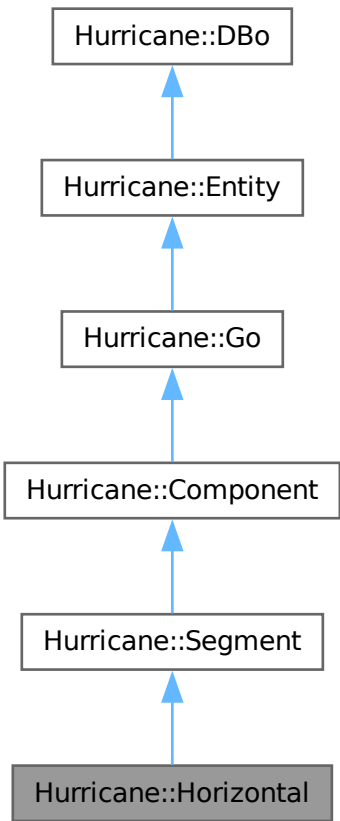 Hurricane::DBo
Hurricane::Entity
Hurricane::Go
Hurricane::Component
Hurricane::Segment
Hurricane::Horizontal